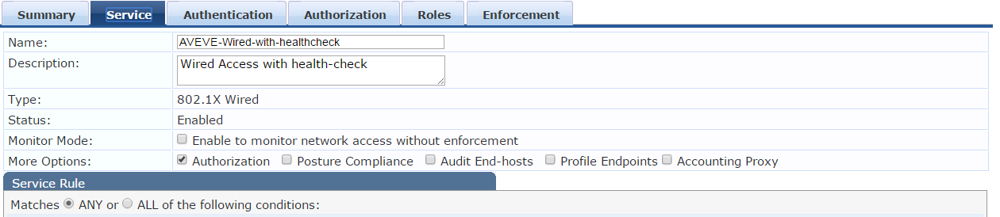 Summary Service Authentication Authorization Roles Enforcement
Name: AVEVE-Wired-with-healthcheck
Description: Wired Access with health-check
Type: 802.1X Wired
Status: Enabled
Monitor Mode: Enable to monitor network access without enforcement
More Options: Authorization Posture Compliance Audit End-hosts Profile Endpoints Accounting Proxy
Service Rule
Matches ANY or ALL of the following conditions: